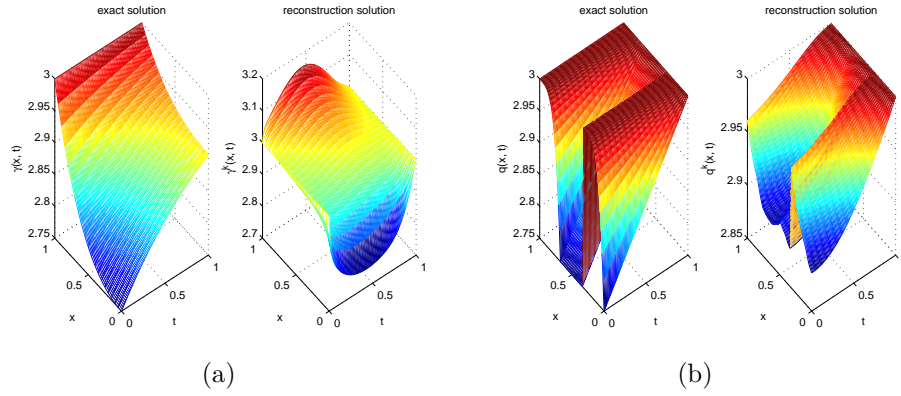 exact solution
reconstruction solution
exact solution
reconstruction solution
3
2.95
2.9
2.85
2.8
2.75
γ(x, t)
1
0.5
0
x
0
0.5
1
t
3.2
3.1
3
2.9
2.8
2.7
γ^k(x, t)
1
0.5
0
x
0
0.5
1
t
3
2.95
2.9
2.85
2.8
2.75
q(x, t)
1
0.5
0
x
0
0.5
1
t
3
2.95
2.9
2.85
q^k(x, t)
1
0.5
0
x
0
0.5
1
t
(a)
(b)